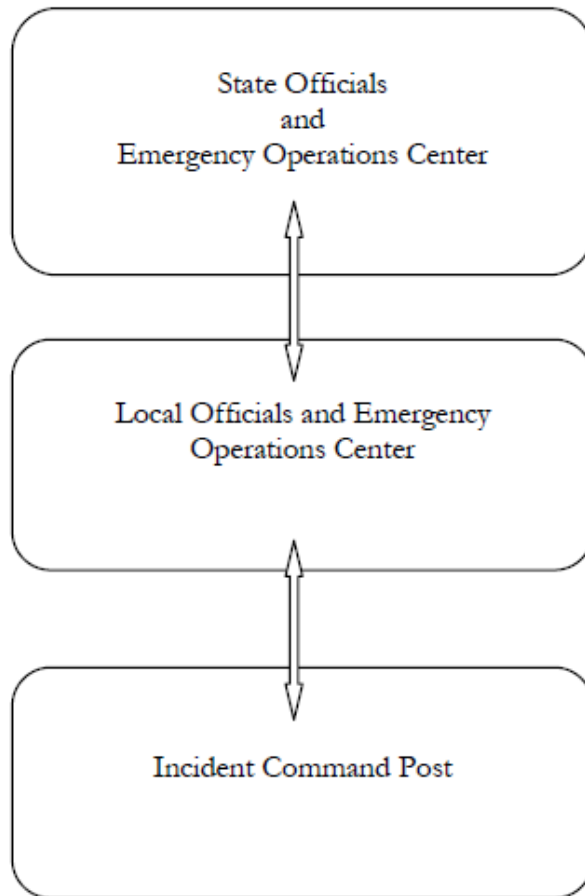 State Officials
and
Emergency Operations Center
Local Officials and Emergency
Operations Center
Incident Command Post